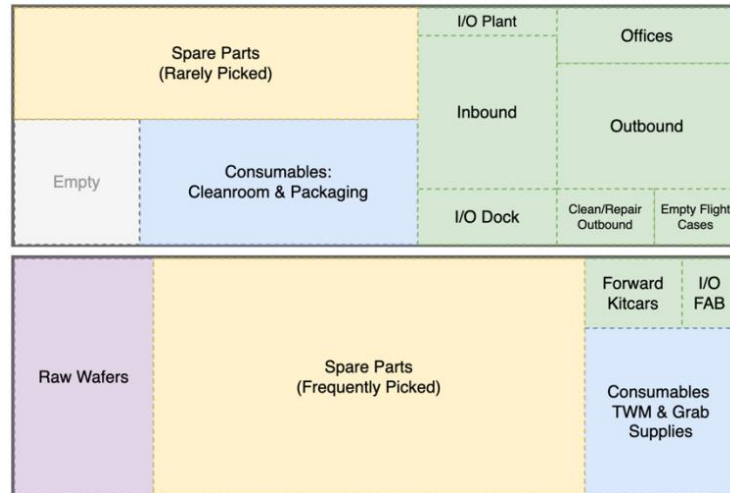 Spare Parts
(Rarely Picked)
I/O Plant
Offices
Inbound
Outbound
Empty
Consumables:
Cleanroom & Packaging
I/O Dock
Clean/Repair
Outbound
Empty Flight
Cases
Raw Wafers
Spare Parts
(Frequently Picked)
Forward
Kitcars
I/O
FAB
Consumables
TWM & Grab
Supplies